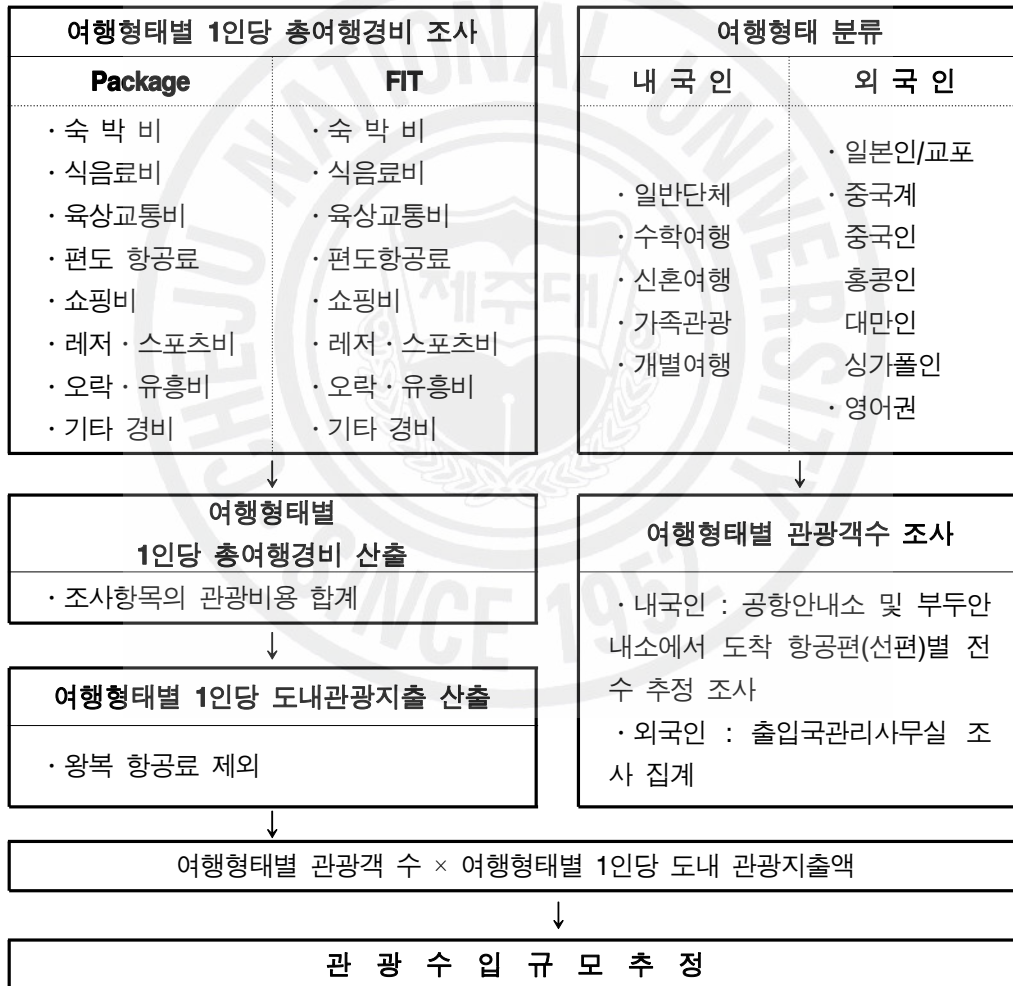 여행형태별 1인당 총여행경비 조사
Package
FIT
· 숙 박 비
· 식음료비
· 육상교통비
· 편도 항공료
· 쇼핑비
· 레저 · 스포츠비
· 오락 · 유흥비
· 기타 경비
· 숙 박 비
· 식음료비
· 육상교통비
· 편도항공료
· 쇼핑비
· 레저 · 스포츠비
· 오락 · 유흥비
· 기타 경비
여행형태 분류
내 국 인
외 국 인
· 일반단체
· 수학여행
· 신혼여행
· 가족관광
· 개별여행
· 일본인/교포
· 중국계
중국인
홍콩인
대만인
싱가폴인
· 영어권
↓
↓
여행형태별
1인당 총여행경비 산출
· 조사항목의 관광비용 합계
↓
여행형태별 1인당 도내관광지출 산출
· 왕복 항공료 제외
여행형태별 관광객수 조사
· 내국인 : 공항안내소 및 부두안
내소에서 도착 항공편(선편)별 전
수 추정 조사
· 외국인 : 출입국관리사무실 조
사 집계
↓
여행형태별 관광객 수 × 여행형태별 1인당 도내 관광지출액
↓
관 광 수 입 규 모 추 정
CHEJU NATIONAL UNIVERSITY
제주대
SINCE 1952